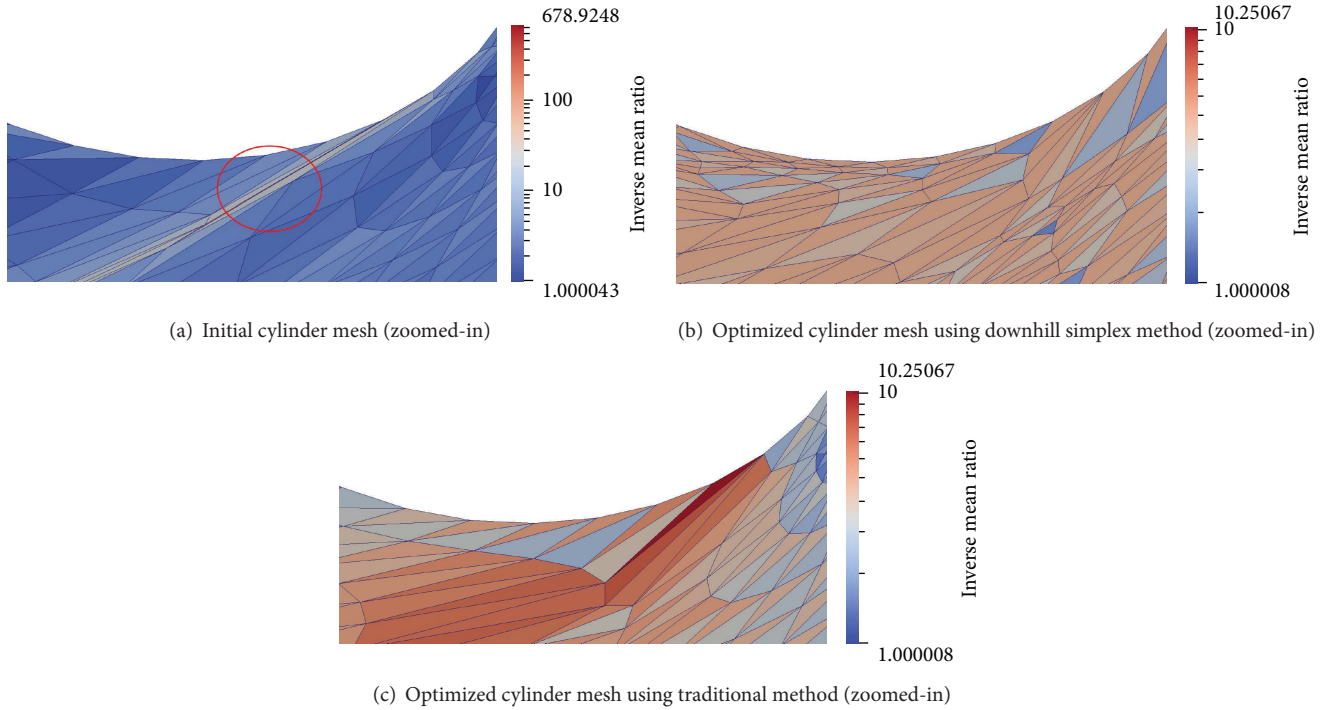 678.9248
100
10
1.000043
Inverse mean ratio
(a) Initial cylinder mesh (zoomed-in)
10.25067
10
1.000008
Inverse mean ratio
(b) Optimized cylinder mesh using downhill simplex method (zoomed-in)
10.25067
10
1.000008
Inverse mean ratio
(c) Optimized cylinder mesh using traditional method (zoomed-in)